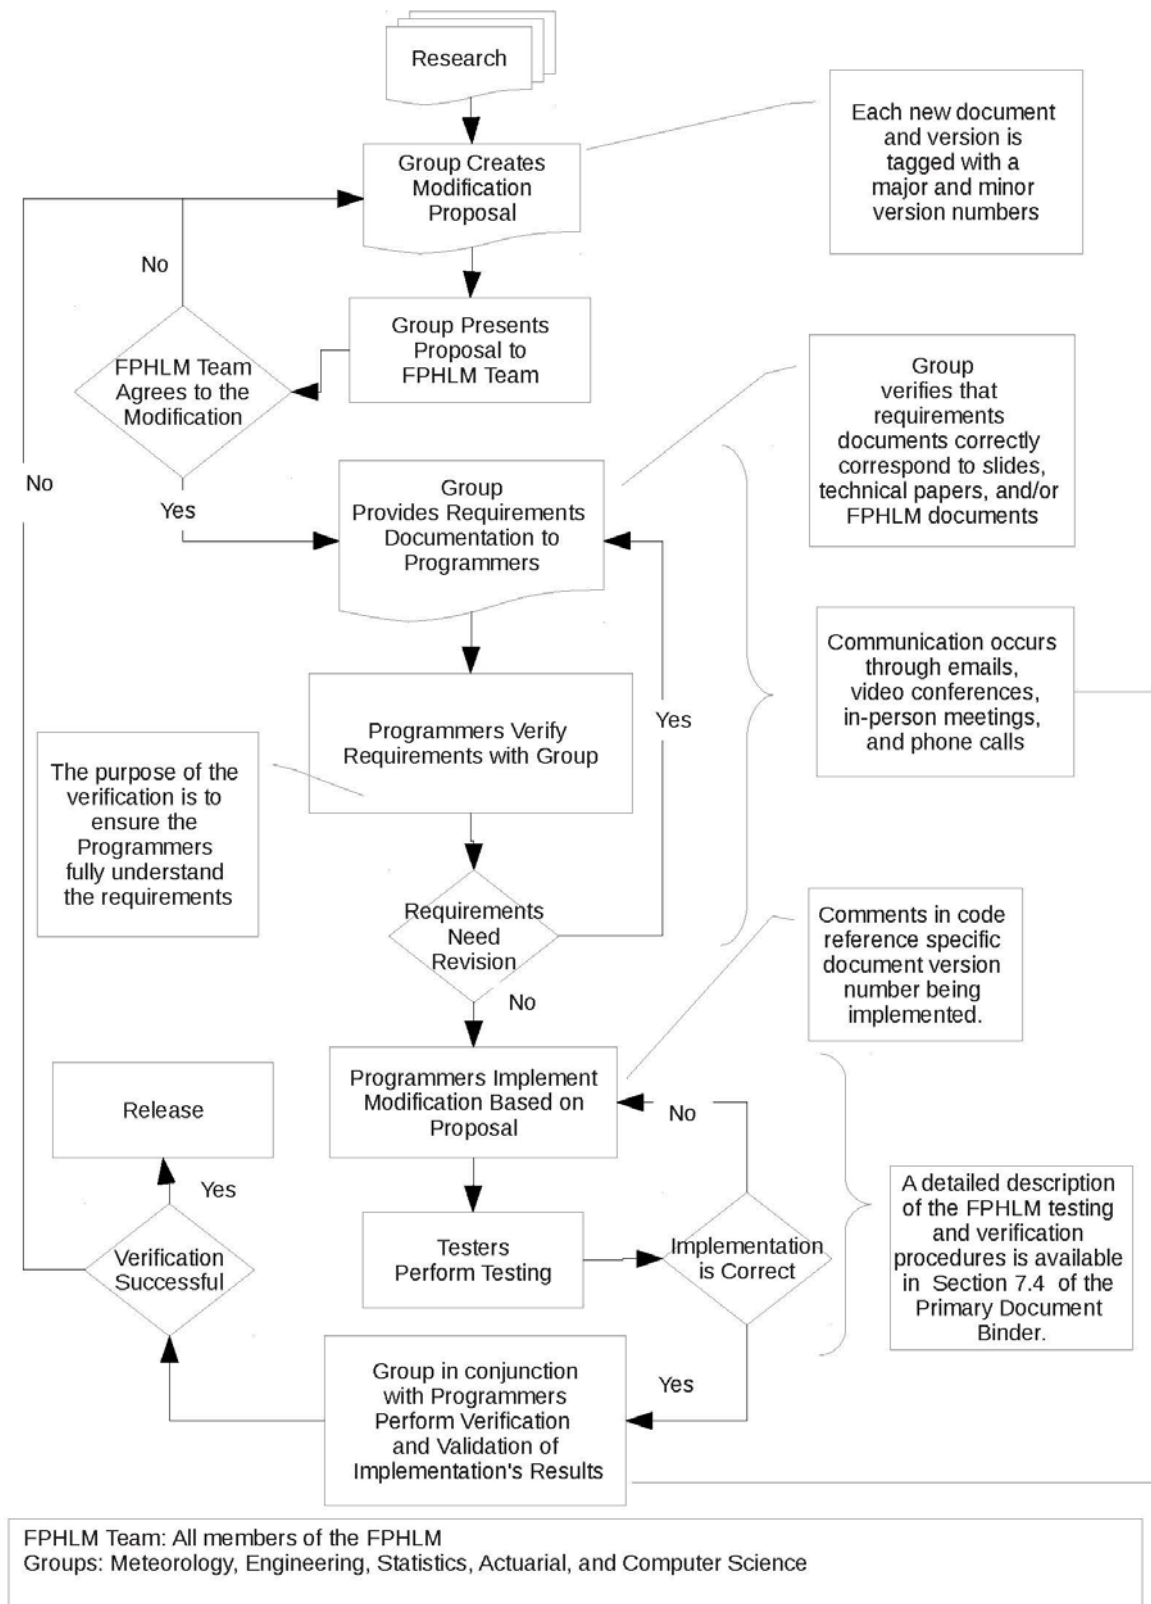 Research
Group Creates
Modification
Proposal
Each new document
and version is
tagged with a
major and minor
version numbers
No
Group Presents
Proposal to
FPHLM Team
FPHLM Team
Agrees to the
Modification
Group
verifies that
requirements
documents correctly
correspond to slides,
technical papers, and/or
FPHLM documents
No
Yes
Group
Provides Requirements
Documentation to
Programmers
Communication occurs
through emails,
video conferences,
in-person meetings,
and phone calls
Yes
Programmers Verify
Requirements with Group
The purpose of the
verification is to
ensure the
Programmers
fully understand
the requirements
Requirements
Need
Revision
Comments in code
reference specific
document version
number being
implemented.
No
Programmers Implement
Modification Based on
Proposal
No
Release
Yes
Testers
Perform Testing
Implementation
is Correct
A detailed description
of the FPHLM testing
and verification
procedures is available
in Section 7.4 of the
Primary Document
Binder.
Verification
Successful
Yes
Group in conjunction
with Programmers
Perform Verification
and Validation of
Implementation's Results
FPHLM Team: All members of the FPHLM
Groups: Meteorology, Engineering, Statistics, Actuarial, and Computer Science